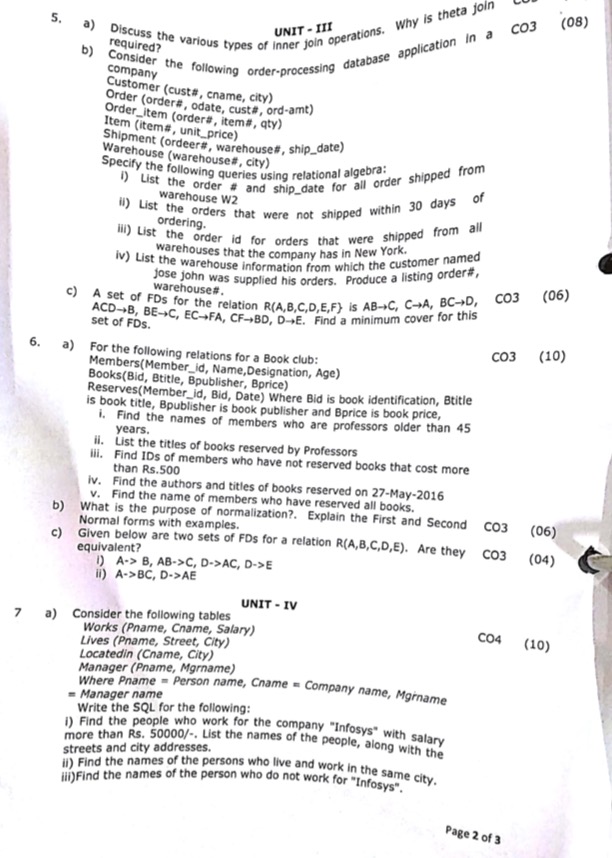 UNIT - III
5. a) Discuss the various types of inner join operations. Why is theta join CO3 (08)
required?
b) Consider the following order-processing database application in a
company
Customer (cust#, cname, city)
Order (order#, odate, cust#, ord-amt)
Order_item (order#, item#, qty)
Item (item#, unit_price)
Shipment (ordeer#, warehouse#, ship_date)
Warehouse (warehouse#, city)
Specify the following queries using relational algebra:
i) List the order # and ship_date for all order shipped from
warehouse W2
ii) List the orders that were not shipped within 30 days of
ordering.
iii) List the order id for orders that were shipped from all
warehouses that the company has in New York.
iv) List the warehouse information from which the customer named
jose john was supplied his orders. Produce a listing order#,
warehouse#.
c) A set of FDs for the relation R{A,B,C,D,E,F} is AB→C, C→A, BC→D, CO3 (06)
ACD→B, BE→C, EC→FA, CF→BD, D→E. Find a minimum cover for this
set of FDs.
6. a) For the following relations for a Book club: CO3 (10)
Members(Member_id, Name,Designation, Age)
Books(Bid, Btitle, Bpublisher, Bprice)
Reserves(Member_id, Bid, Date) Where Bid is book identification, Btitle
is book title, Bpublisher is book publisher and Bprice is book price,
i. Find the names of members who are professors older than 45
years.
ii. List the titles of books reserved by Professors
iii. Find IDs of members who have not reserved books that cost more
than Rs.500
iv. Find the authors and titles of books reserved on 27-May-2016
v. Find the name of members who have reserved all books.
b) What is the purpose of normalization?. Explain the First and Second CO3 (06)
Normal forms with examples.
c) Given below are two sets of FDs for a relation R(A,B,C,D,E). Are they CO3 (04)
equivalent?
i) A-> B, AB->C, D->AC, D->E
ii) A->BC, D->AE
UNIT - IV
7 a) Consider the following tables CO4 (10)
Works (Pname, Cname, Salary)
Lives (Pname, Street, City)
Locatedin (Cname, City)
Manager (Pname, Mgrname)
Where Pname = Person name, Cname = Company name, Mgrname
= Manager name
Write the SQL for the following:
i) Find the people who work for the company "Infosys" with salary
more than Rs. 50000/-. List the names of the people, along with the
streets and city addresses.
ii) Find the names of the persons who live and work in the same city.
iii)Find the names of the person who do not work for "Infosys".
Page 2 of 3